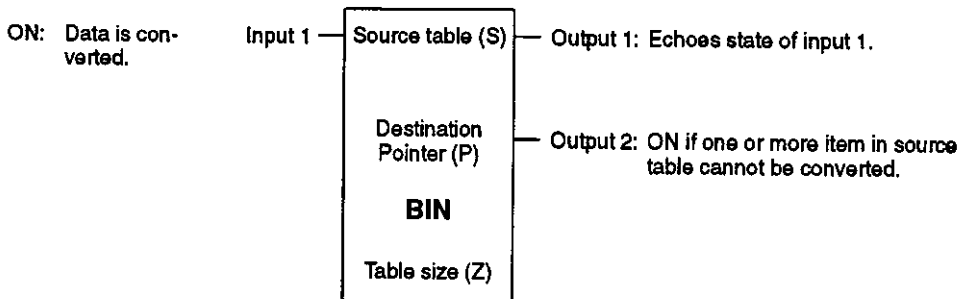 ON: Data is con-
verted.
Input 1
Source table (S)
Output 1: Echoes state of input 1.
Destination
Pointer (P)
Output 2: ON if one or more item in source
table cannot be converted.
BIN
Table size (Z)